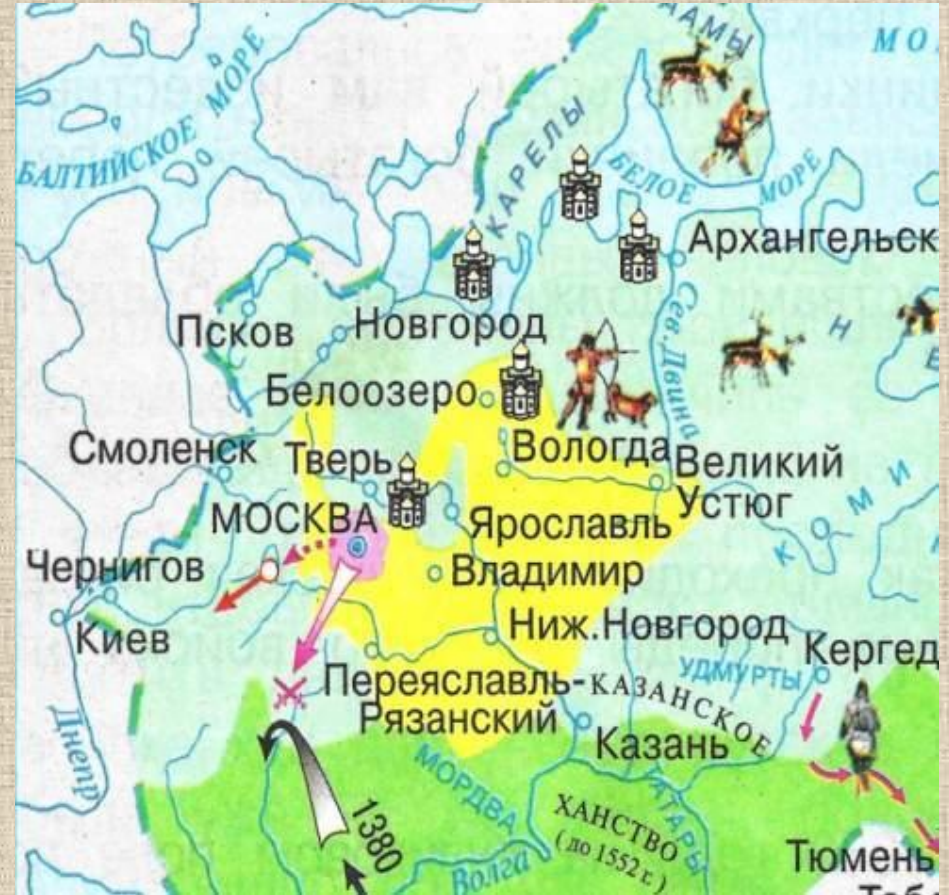 ААМЫ
МО
БАЛТИЙСКОЕ МОРЕ
КАРЕЛЫ
БЕЛОЕ МОРЕ
Архангельск
Псков
Новгород
Сев. Двина
Н
Е
Белоозеро
Смоленск
Тверь
Вологда
Великий
Устюг
КОМИ
МОСКВА
Ярославль
Чернигов
Владимир
Киев
Ниж.Новгород
Кергед
УДМУРТЫ
Переяславль-
Рязанский
КАЗАНСКОЕ
Казань
Днепр
МОРДВА
ТАТАРЫ
ХАНСТВО
(до 1552 г.)
1380
Волга
Тюмень